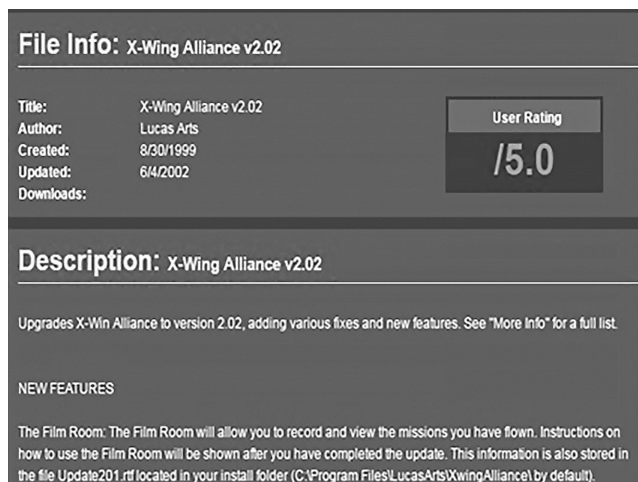 File Info: X-Wing Alliance v2.02
Title: X-Wing Alliance v2.02
Author: Lucas Arts
Created: 8/30/1999
Updated: 6/4/2002
Downloads:
User Rating
/5.0
Description: X-Wing Alliance v2.02
Upgrades X-Win Alliance to version 2.02, adding various fixes and new features. See "More Info" for a full list.
NEW FEATURES
The Film Room: The Film Room will allow you to record and view the missions you have flown. Instructions on
how to use the Film Room will be shown after you have completed the update. This information is also stored in
the file Update201.rtf located in your install folder (C:\Program Files\LucasArts\XwingAlliance\ by default).